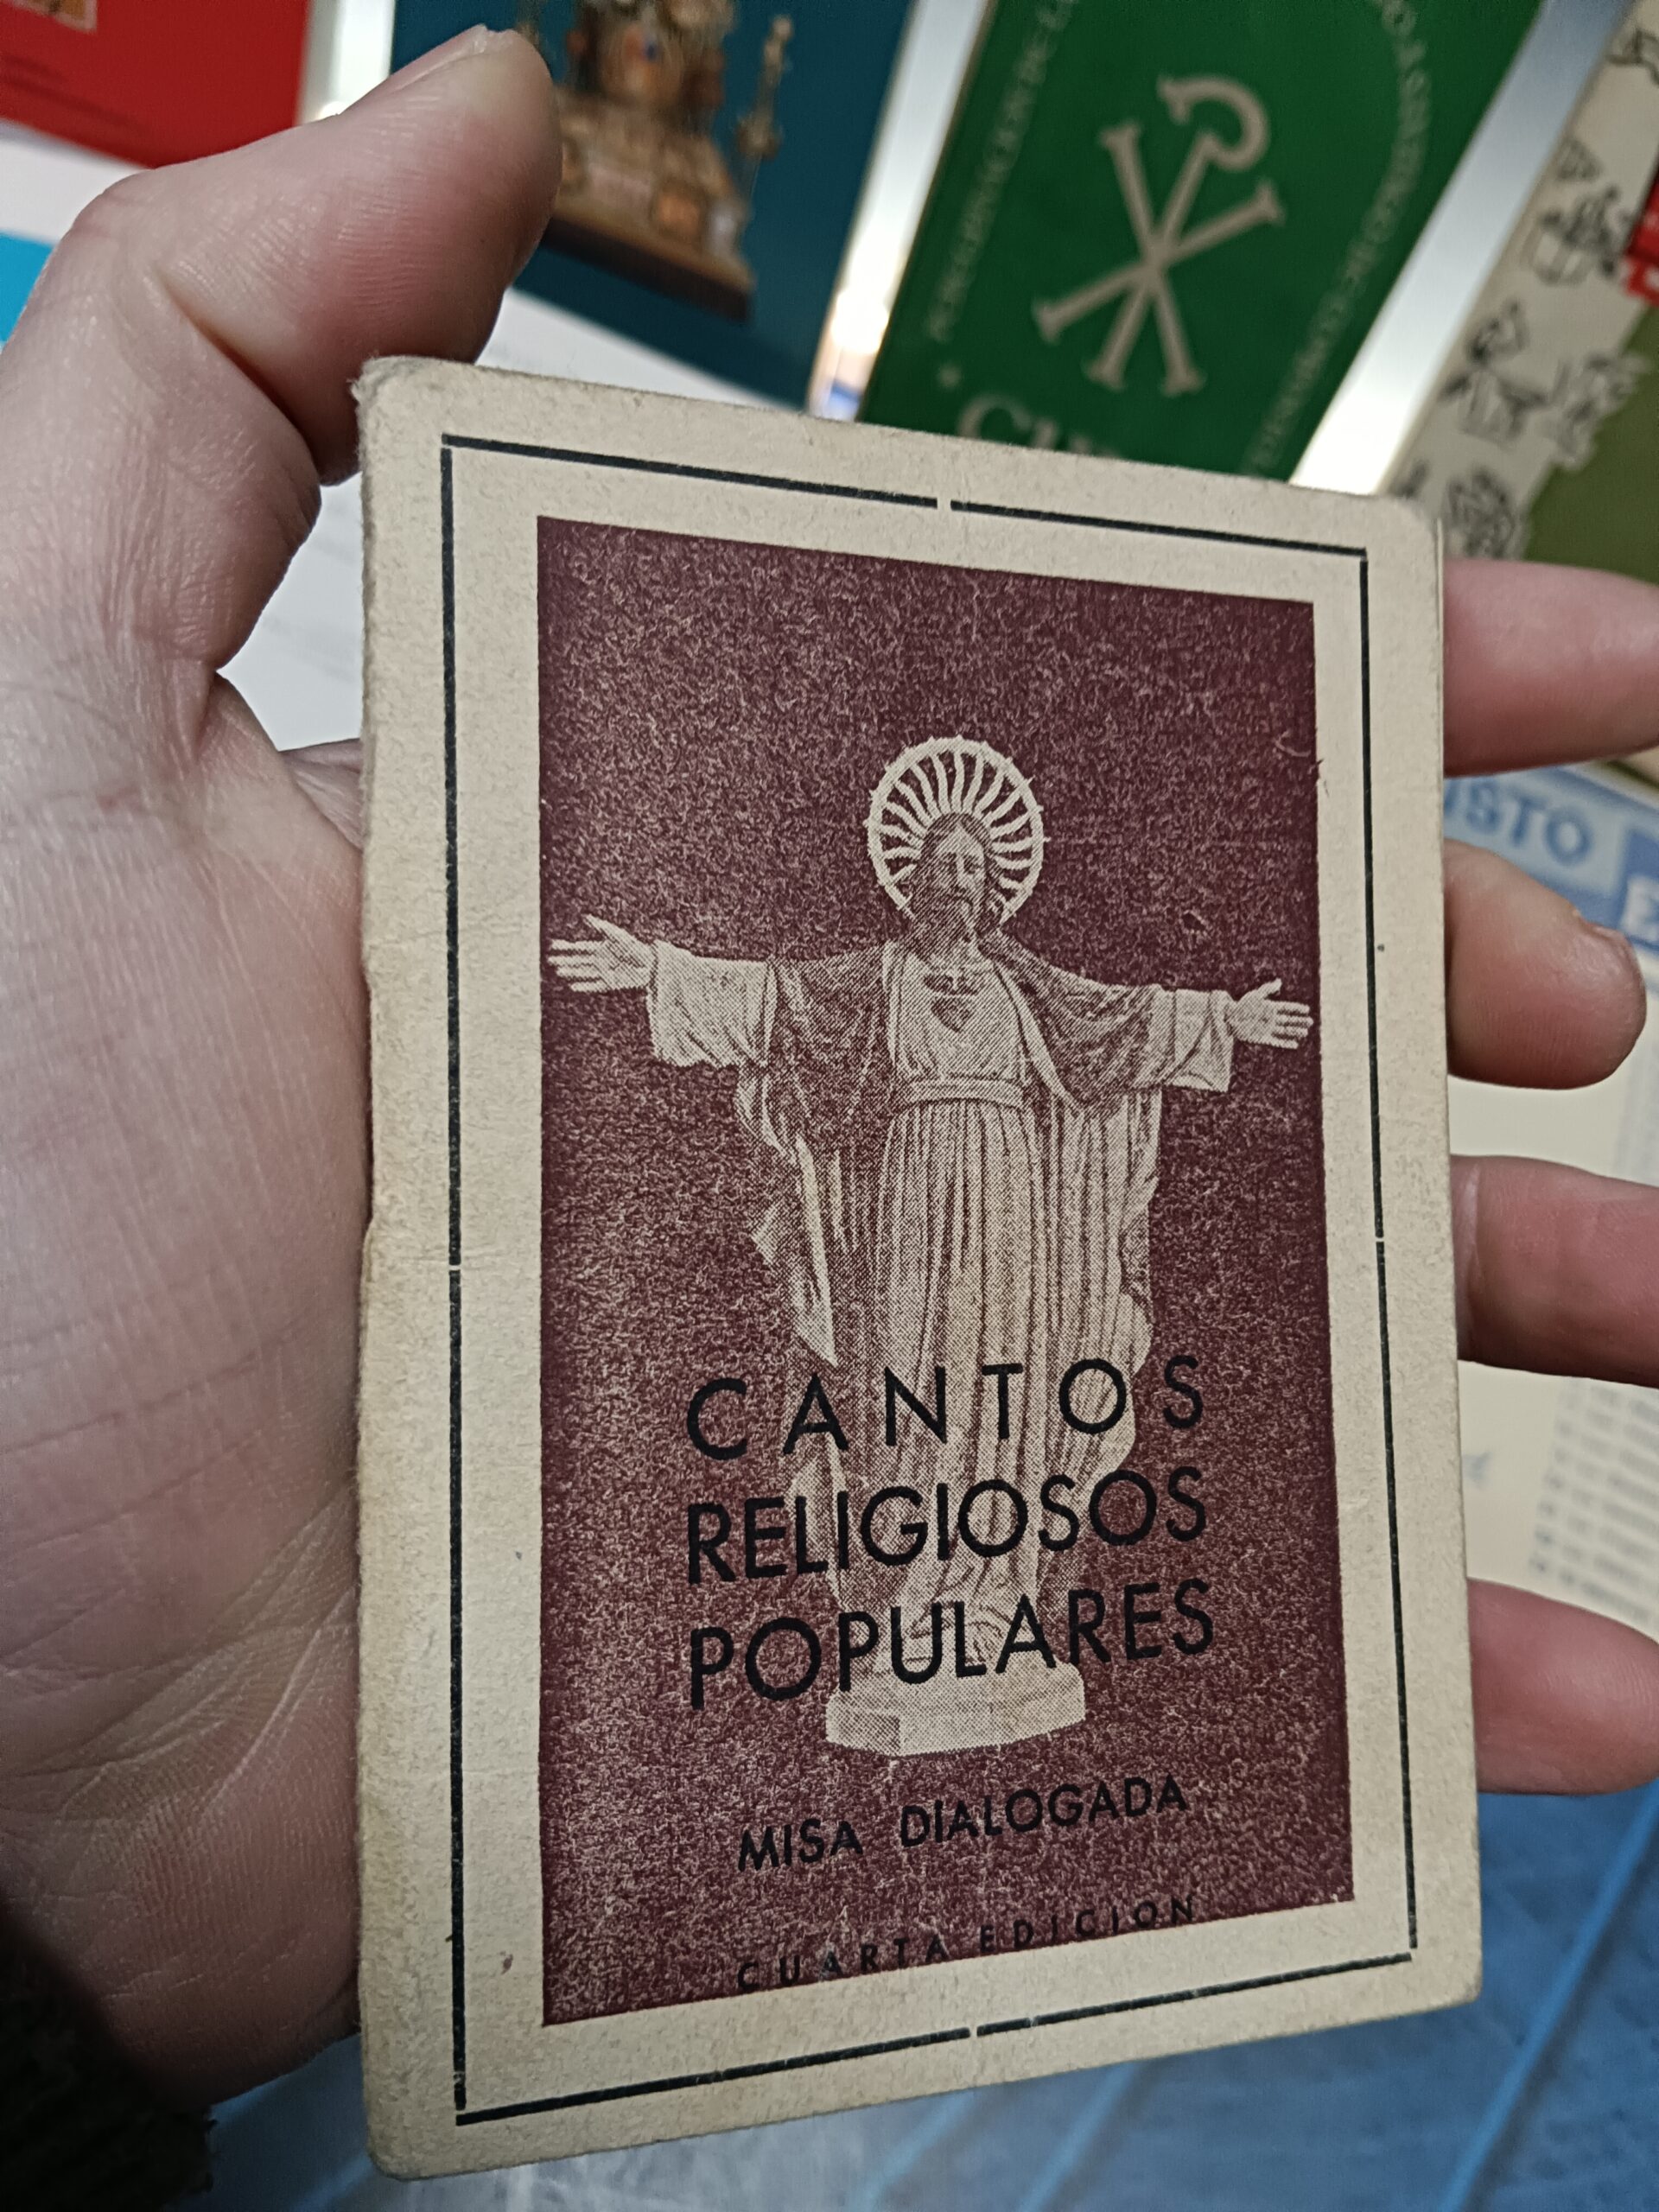 CANTOS
RELIGIOSOS
POPULARES
MISA DIALOGADA
CUARTA EDICION